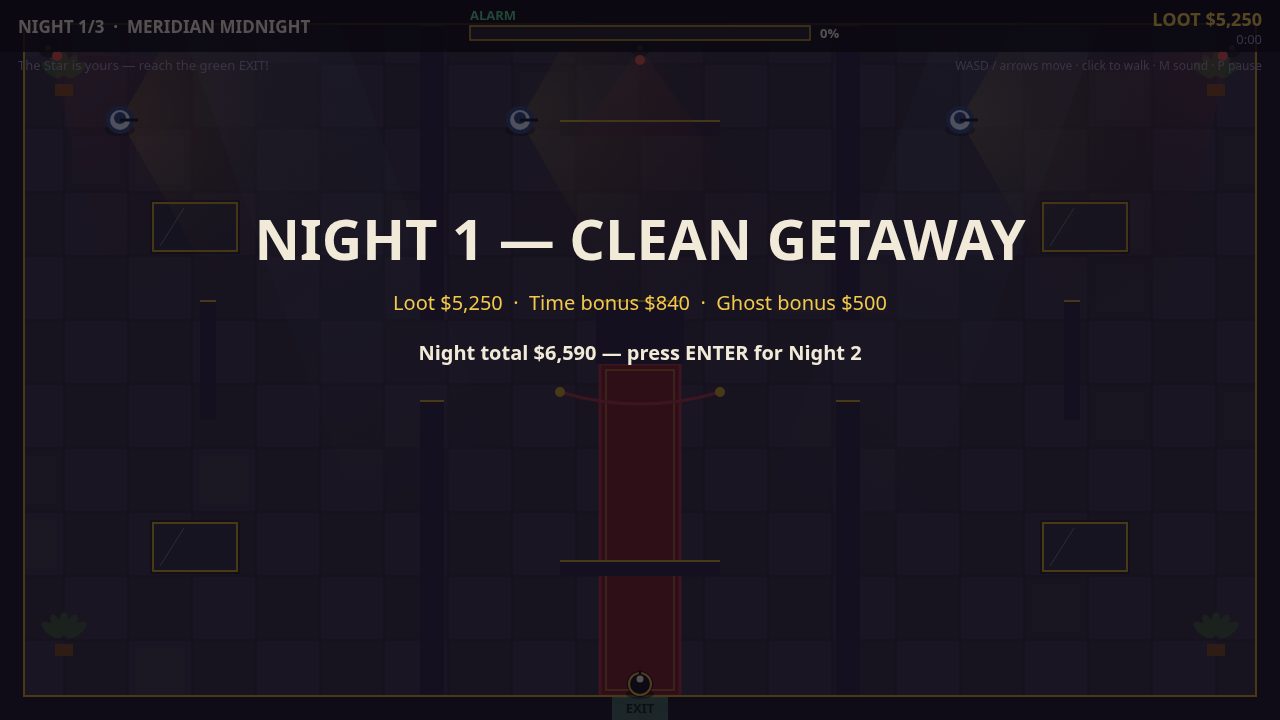 NIGHT 1/3 · MERIDIAN MIDNIGHT
ALARM
0%
LOOT $5,250
0:00
The Star is yours — reach the green EXIT!
WASD / arrows move · click to walk · M sound · P pause
NIGHT 1 — CLEAN GETAWAY
Loot $5,250 · Time bonus $840 · Ghost bonus $500
Night total $6,590 — press ENTER for Night 2
EXIT